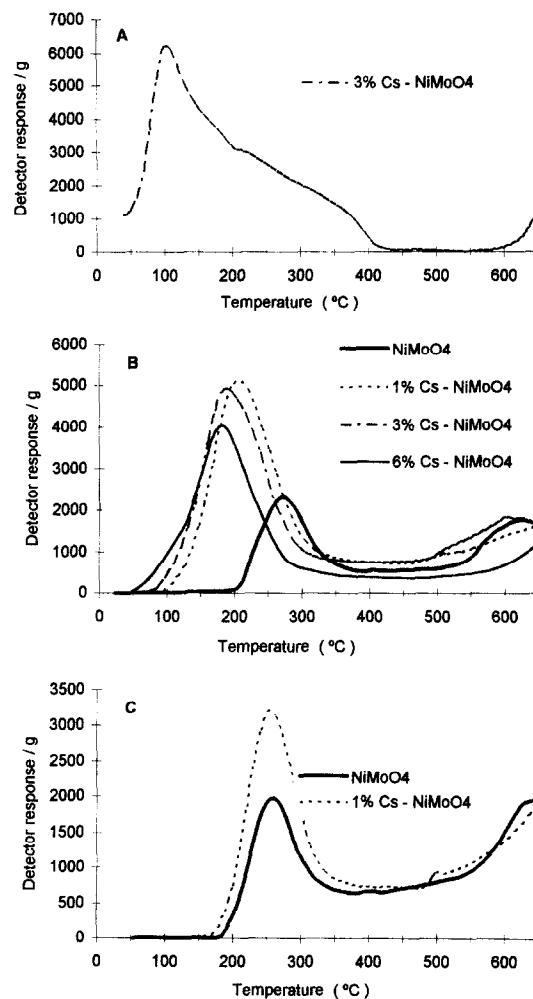 A
7000
6000
5000
4000
3000
2000
1000
0
Detector response / g
3% Cs - NiMoO4
0 100 200 300 400 500 600
Temperature ( ºC)
B
6000
5000
4000
3000
2000
1000
0
Detector response / g
NiMoO4
1% Cs - NiMoO4
3% Cs - NiMoO4
6% Cs - NiMoO4
0 100 200 300 400 500 600
Temperature ( ºC)
C
3500
3000
2500
2000
1500
1000
500
0
Detector response / g
NiMoO4
1% Cs - NiMoO4
0 100 200 300 400 500 600
Temperature ( ºC)